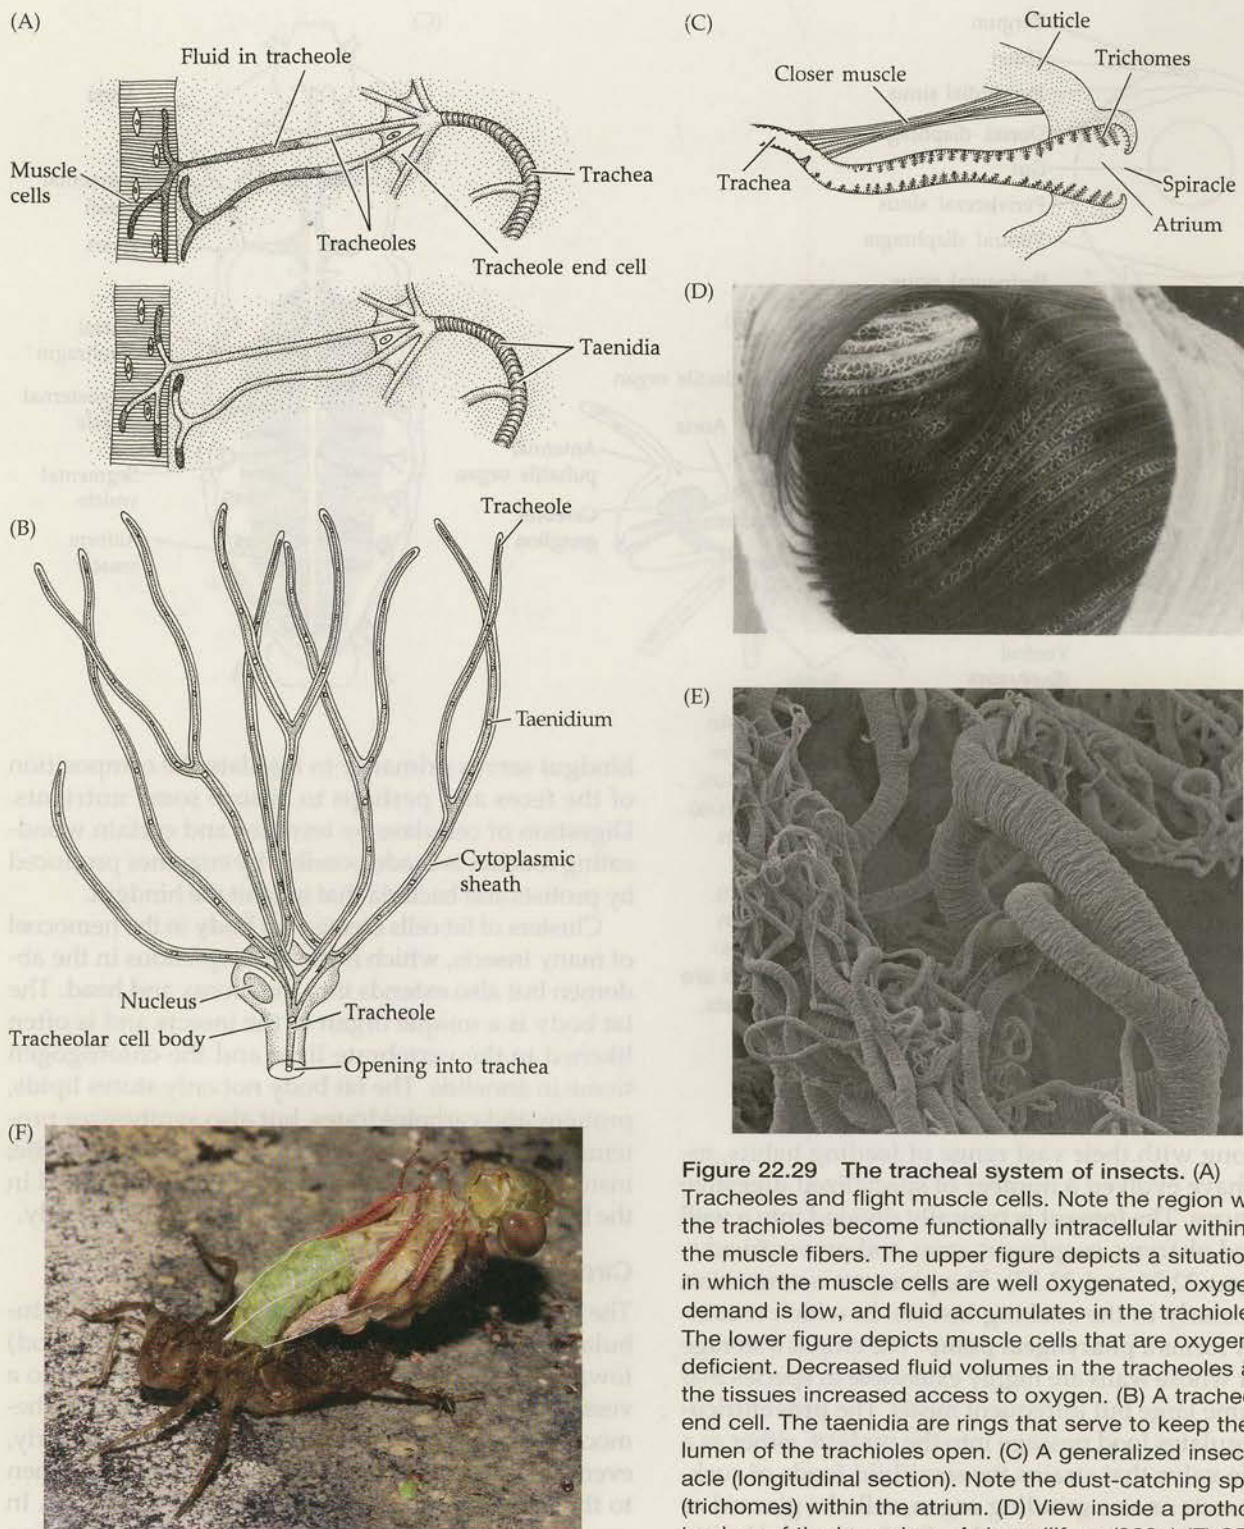 (A)
Fluid in tracheole
Muscle
cells
Trachea
Tracheoles
Tracheole end cell
Taenidia
(B)
Tracheole
Taenidium
Cytoplasmic
sheath
Nucleus
Tracheole
Tracheolar cell body
Opening into trachea
(C)
Cuticle
Trichomes
Closer muscle
Trachea
Spiracle
Atrium
(D)
(E)
(F)
Figure 22.29 The tracheal system of insects. (A)
Tracheoles and flight muscle cells. Note the region w
the trachioles become functionally intracellular within
the muscle fibers. The upper figure depicts a situatio
in which the muscle cells are well oxygenated, oxyge
demand is low, and fluid accumulates in the trachiole
The lower figure depicts muscle cells that are oxygen
deficient. Decreased fluid volumes in the tracheoles a
the tissues increased access to oxygen. (B) A trache
end cell. The taenidia are rings that serve to keep the
lumen of the trachioles open. (C) A generalized insec
acle (longitudinal section). Note the dust-catching sp
(trichomes) within the atrium. (D) View inside a protho